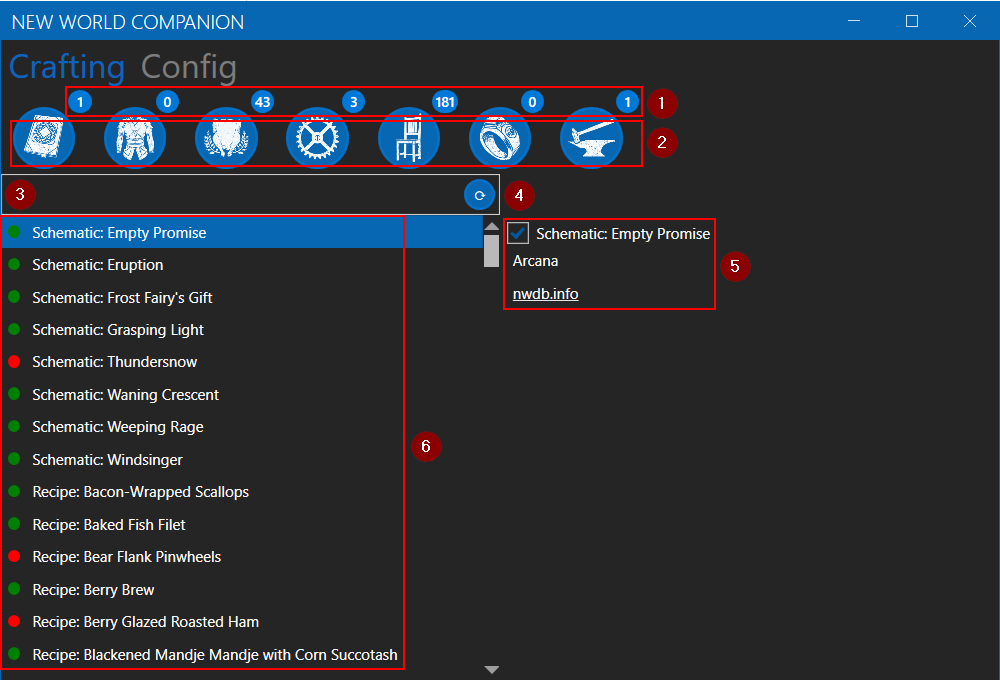 NEW WORLD COMPANION
Crafting Config
1 0 43 3 181 0 1 1
2
3 4
Schematic: Empty Promise
Schematic: Eruption
Schematic: Frost Fairy's Gift
Schematic: Grasping Light
Schematic: Thundersnow
Schematic: Waning Crescent
Schematic: Weeping Rage
Schematic: Windsinger
Recipe: Bacon-Wrapped Scallops
Recipe: Baked Fish Filet
Recipe: Bear Flank Pinwheels
Recipe: Berry Brew
Recipe: Berry Glazed Roasted Ham
Recipe: Blackened Mandje Mandje with Corn Succotash
6
Schematic: Empty Promise
Arcana
nwdb.info
5